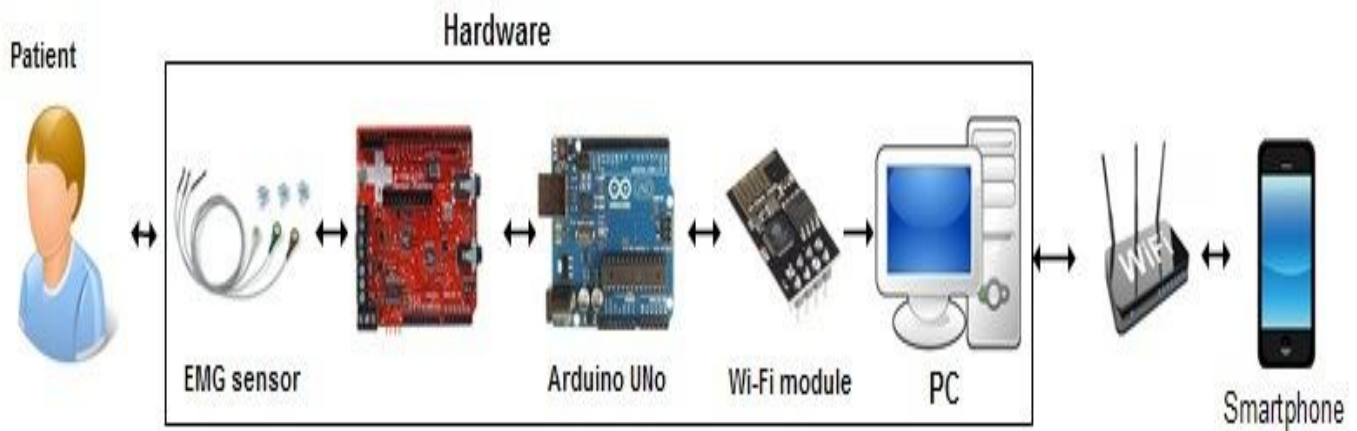 Hardware
Patient
WiFi
EMG sensor
Arduino UNo
Wi-Fi module
PC
Smartphone